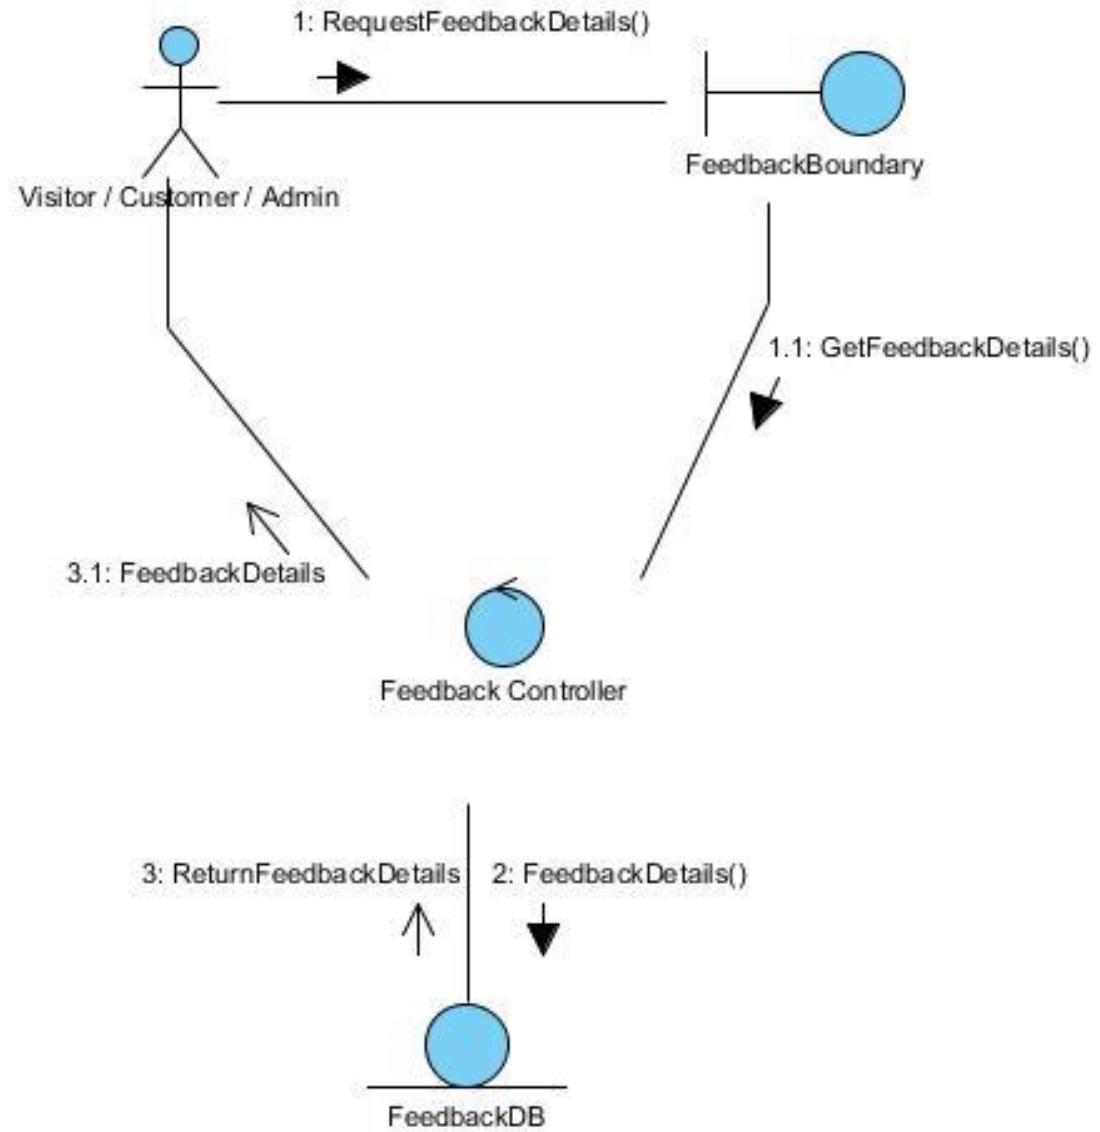 1: RequestFeedbackDetails()
FeedbackBoundary
Visitor / Customer / Admin
1.1: GetFeedbackDetails()
3.1: FeedbackDetails
Feedback Controller
3: ReturnFeedbackDetails
2: FeedbackDetails()
FeedbackDB